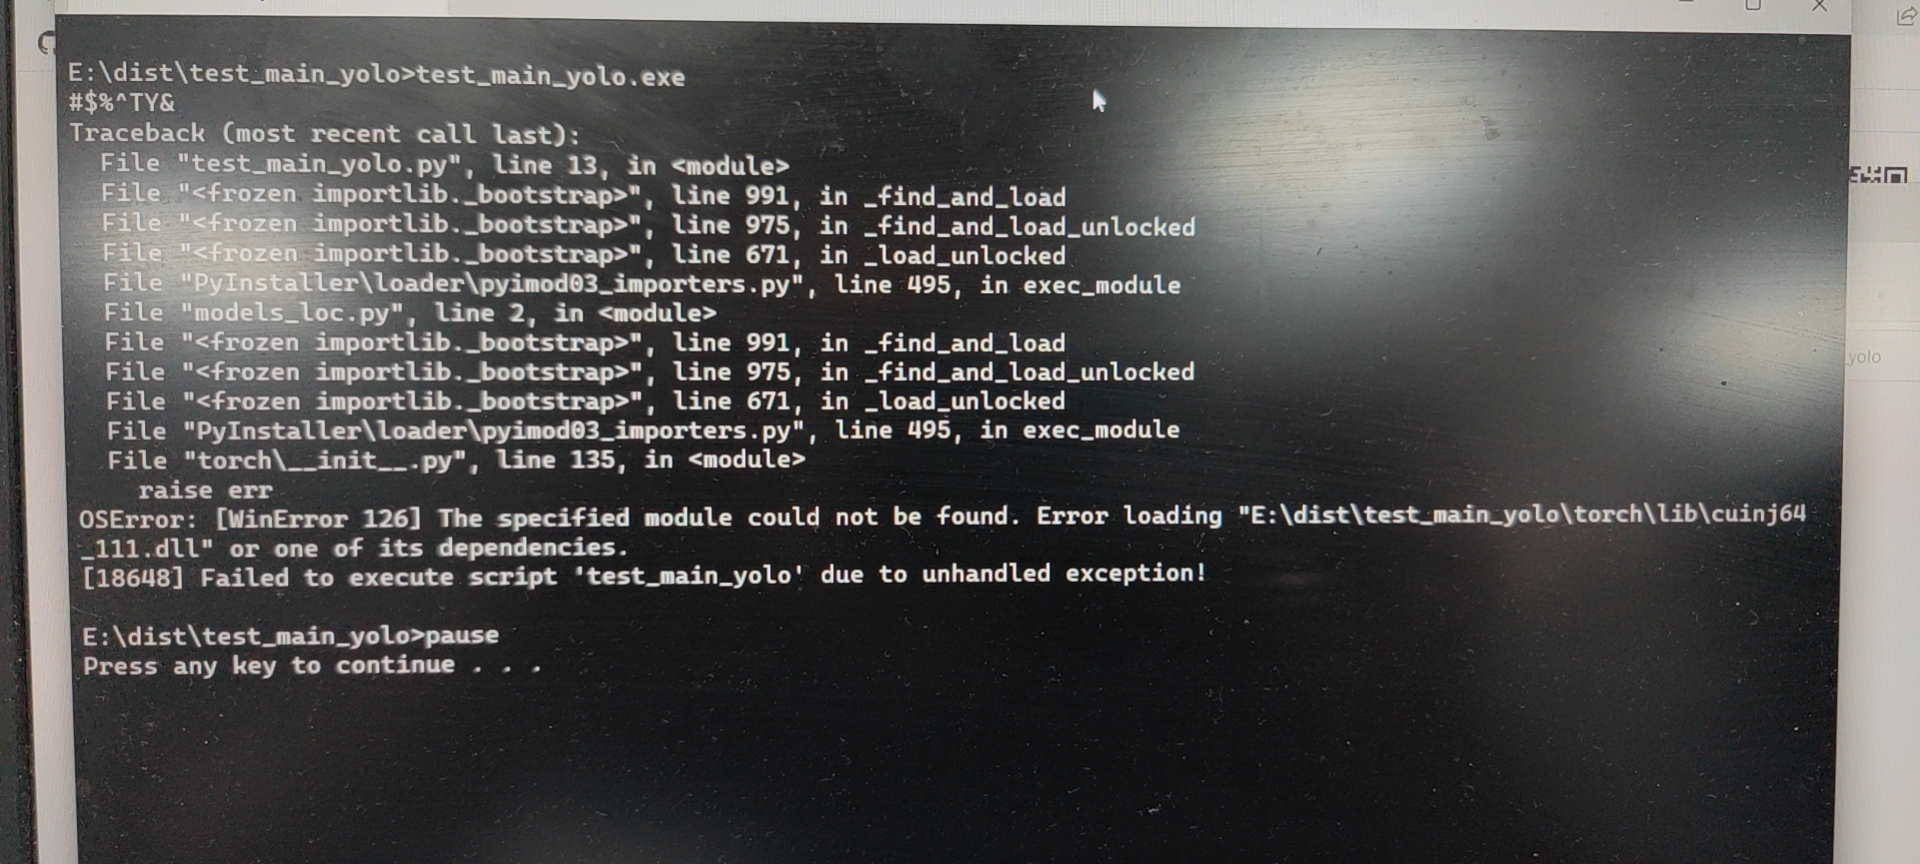 E:\dist\test_main_yolo>test_main_yolo.exe
#$%^TY&
Traceback (most recent call last):
  File "test_main_yolo.py", line 13, in <module>
  File "<frozen importlib._bootstrap>", line 991, in _find_and_load
  File "<frozen importlib._bootstrap>", line 975, in _find_and_load_unlocked
  File "<frozen importlib._bootstrap>", line 671, in _load_unlocked
  File "PyInstaller\loader\pyimod03_importers.py", line 495, in exec_module
  File "models_loc.py", line 2, in <module>
  File "<frozen importlib._bootstrap>", line 991, in _find_and_load
  File "<frozen importlib._bootstrap>", line 975, in _find_and_load_unlocked
  File "<frozen importlib._bootstrap>", line 671, in _load_unlocked
  File "PyInstaller\loader\pyimod03_importers.py", line 495, in exec_module
  File "torch\__init__.py", line 135, in <module>
    raise err
OSError: [WinError 126] The specified module could not be found. Error loading "E:\dist\test_main_yolo\torch\lib\cuinj64
_111.dll" or one of its dependencies.
[18648] Failed to execute script 'test_main_yolo' due to unhandled exception!
E:\dist\test_main_yolo>pause
Press any key to continue . . .
yolo